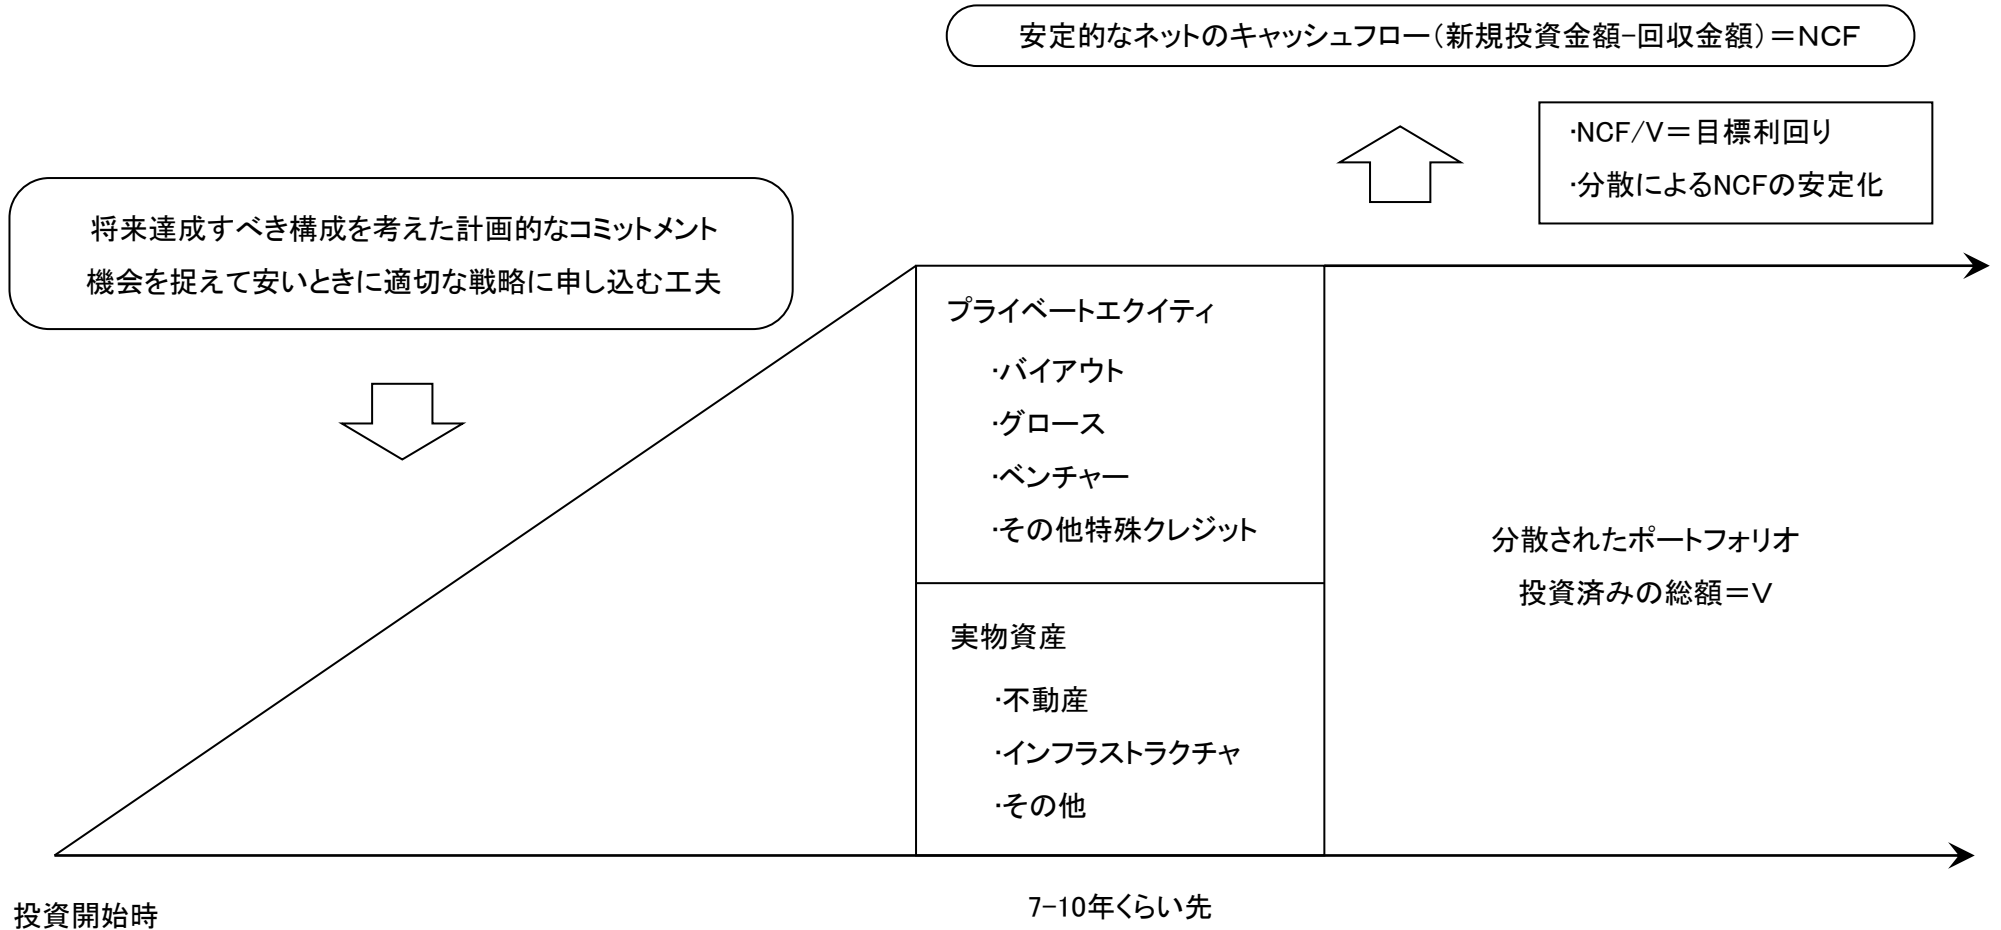 安定的なネットのキャッシュフロー（新規投資金額-回収金額）＝NCF
・NCF/V＝目標利回り
・分散によるNCFの安定化
将来達成すべき構成を考えた計画的なコミットメント
機会を捉えて安いときに適切な戦略に申し込む工夫
プライベートエクイティ
・バイアウト
・グロース
・ベンチャー
・その他特殊クレジット
分散されたポートフォリオ
投資済みの総額＝V
実物資産
・不動産
・インフラストラクチャ
・その他
投資開始時
7-10年くらい先